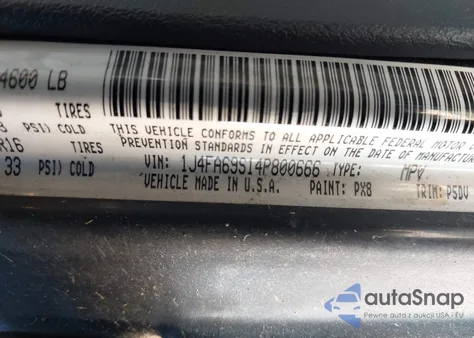 4600 LB
TIRES
PSI) COLD
R16 TIRES
33 PSI) COLD
THIS VEHICLE CONFORMS TO ALL APPLICABLE FEDERAL MOTOR
PREVENTION STANDARDS IN EFFECT ON THE DATE OF MANUFACTUR
VIN: 1J4FA69S14P800666 TYPE: MPV
VEHICLE MADE IN U.S.A. PAINT: PX8 TRIM: P5DV
autaSnap
Pewne auta z aukcji USA - EU